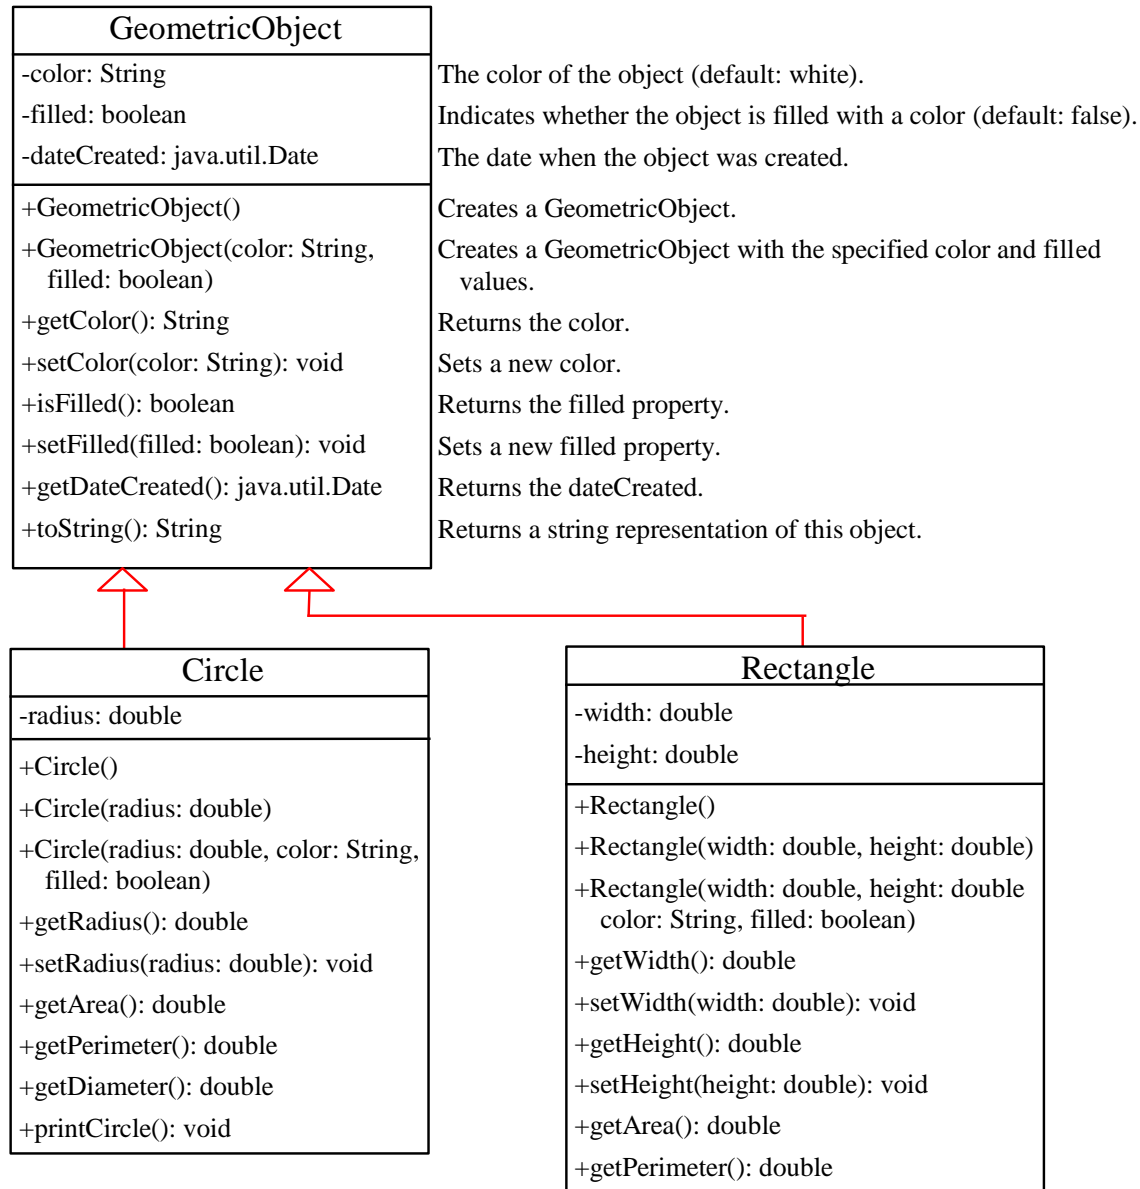 GeometricObject
-color: String
The color of the object (default: white).
-filled: boolean
Indicates whether the object is filled with a color (default: false).
-dateCreated: java.util.Date
The date when the object was created.
+GeometricObject()
Creates a GeometricObject.
+GeometricObject(color: String,
filled: boolean)
Creates a GeometricObject with the specified color and filled
values.
+getColor(): String
Returns the color.
+setColor(color: String): void
Sets a new color.
+isFilled(): boolean
Returns the filled property.
+setFilled(filled: boolean): void
Sets a new filled property.
+getDateCreated(): java.util.Date
Returns the dateCreated.
+toString(): String
Returns a string representation of this object.
Circle
-radius: double
+Circle()
+Circle(radius: double)
+Circle(radius: double, color: String,
filled: boolean)
+getRadius(): double
+setRadius(radius: double): void
+getArea(): double
+getPerimeter(): double
+getDiameter(): double
+printCircle(): void
Rectangle
-width: double
-height: double
+Rectangle()
+Rectangle(width: double, height: double)
+Rectangle(width: double, height: double
color: String, filled: boolean)
+getWidth(): double
+setWidth(width: double): void
+getHeight(): double
+setHeight(height: double): void
+getArea(): double
+getPerimeter(): double